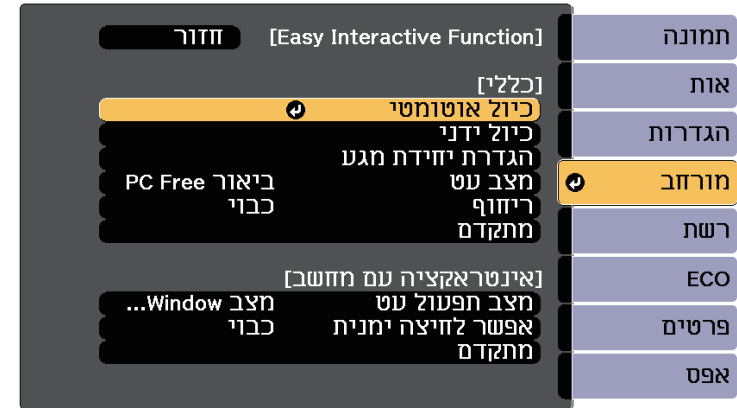 תמונה
אות
הגדרות
מורחב
רשת
ECO
פרטים
אפס
[Easy Interactive Function] חזור
[כללי]
כיול אוטומטי
כיול ידני
הגדרת יחידת מגע
מצב עט ביאור PC Free
ריחוף כבוי
מתקדם
[אינטראקציה עם מחשב]
מצב תפעול עט מצב Window...
אפשר לחיצה ימנית כבוי
מתקדם